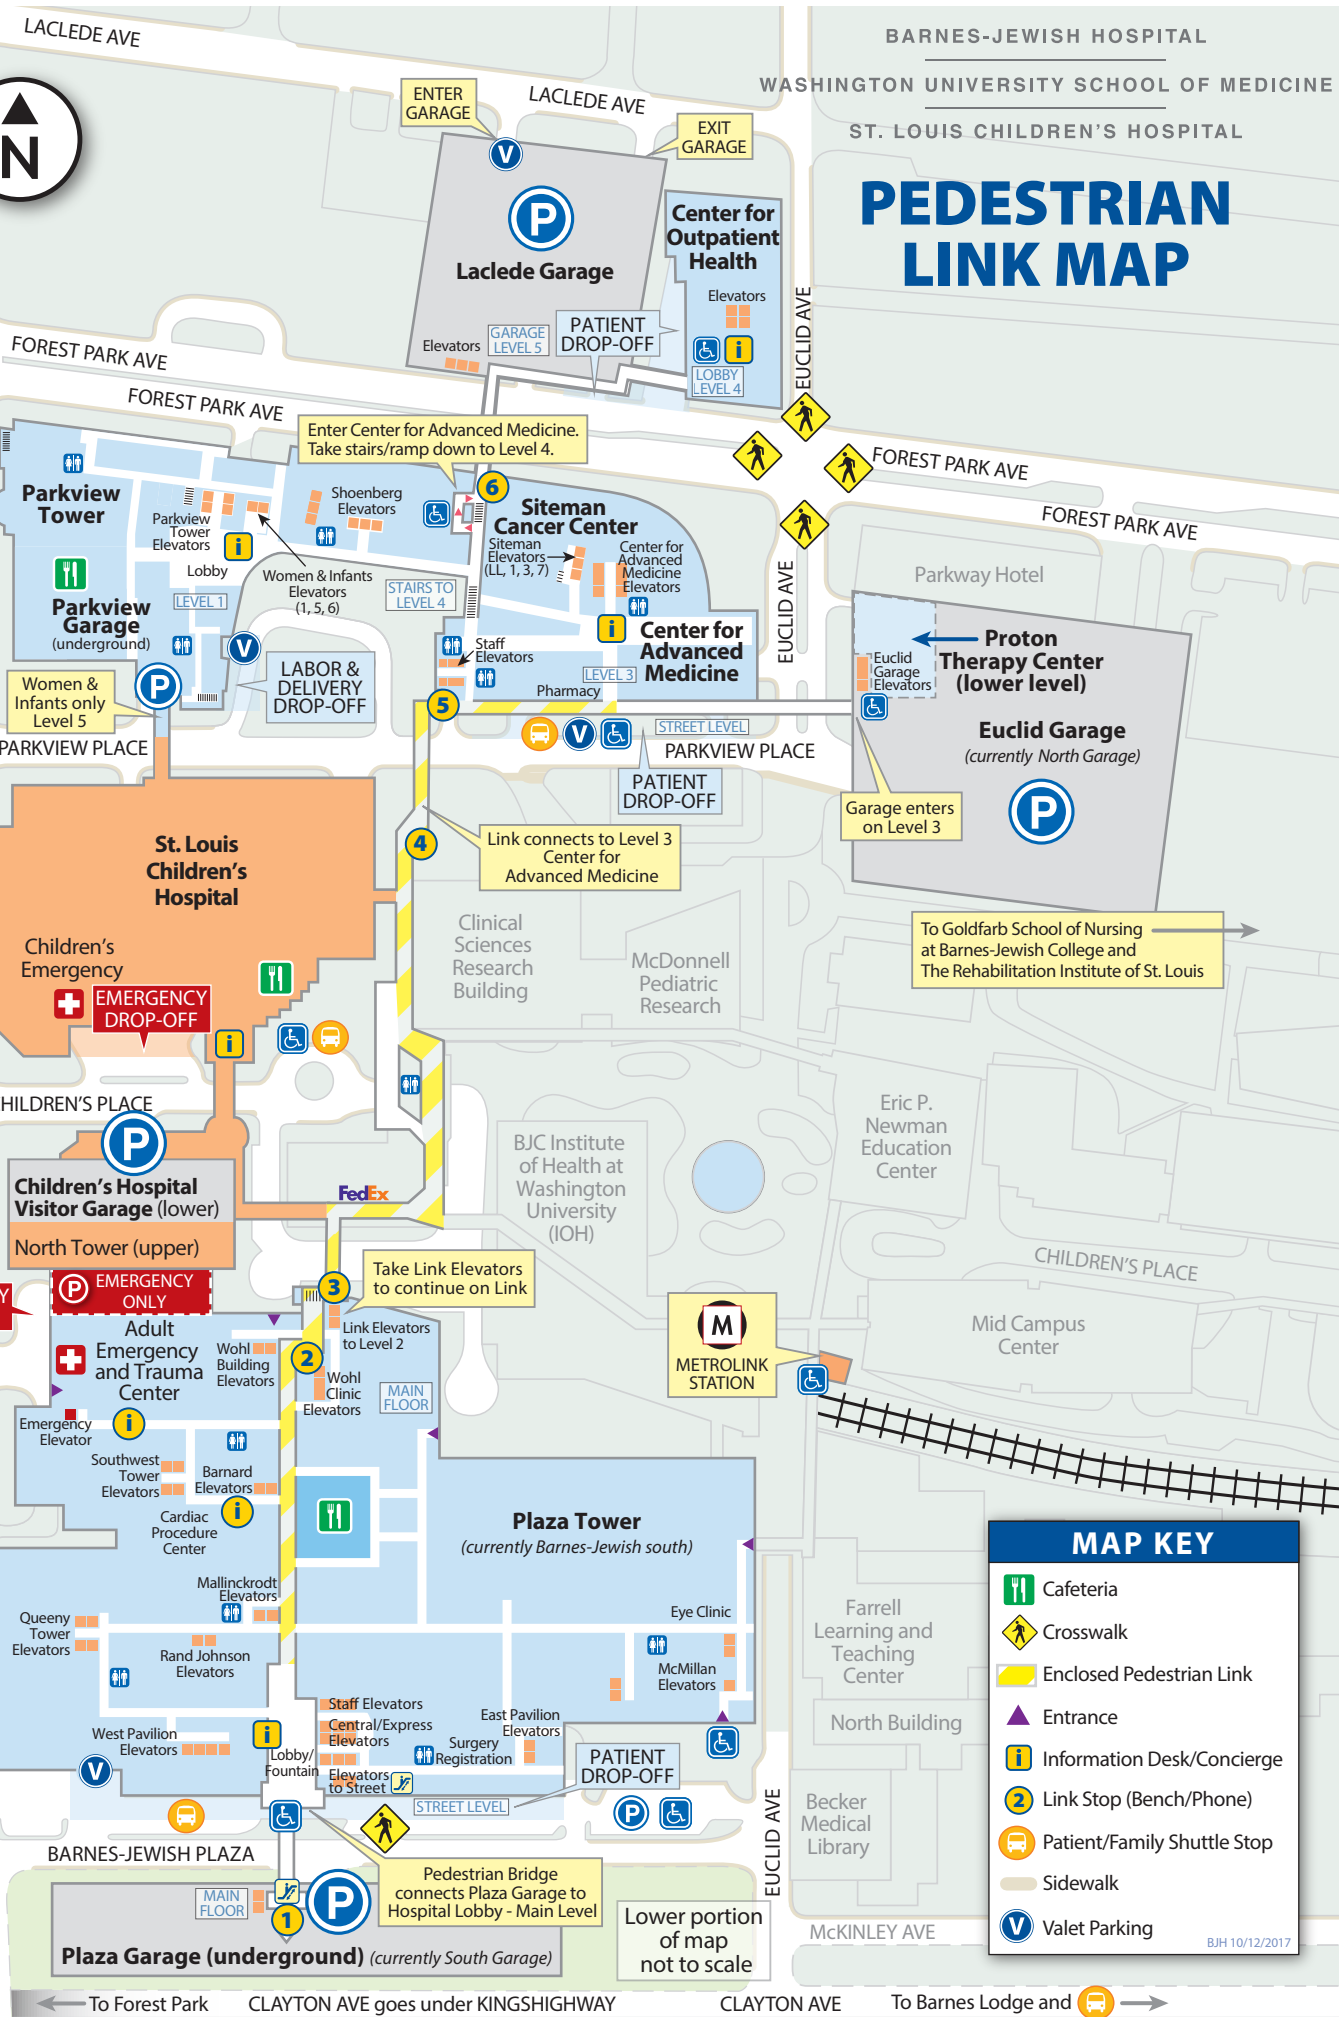 LACLEDE AVE
BARNES-JEWISH HOSPITAL
WASHINGTON UNIVERSITY SCHOOL OF MEDICINE
ST. LOUIS CHILDREN'S HOSPITAL
PEDESTRIAN
LINK MAP
N
ENTER
GARAGE
LACLEDE AVE
EXIT
GARAGE
V
P
Laclede Garage
Center for
Outpatient
Health
Elevators
i
LOBBY
LEVEL 4
PATIENT
DROP-OFF
GARAGE
LEVEL 5
Elevators
EUCLID AVE
FOREST PARK AVE
FOREST PARK AVE
FOREST PARK AVE
FOREST PARK AVE
Enter Center for Advanced Medicine.
Take stairs/ramp down to Level 4.
6
Parkview
Tower
Parkview
Tower
Elevators
i
Lobby
Shoenberg
Elevators
Women & Infants
Elevators
(1, 5, 6)
STAIRS TO
LEVEL 4
LEVEL 1
Parkview
Garage
(underground)
V
P
LABOR &
DELIVERY
DROP-OFF
Women &
Infants only
Level 5
PARKVIEW PLACE
Siteman
Cancer Center
Siteman
Elevators
(LL, 1, 3, 7)
Center for
Advanced
Medicine
Elevators
i
Center for
Advanced
Medicine
Staff
Elevators
LEVEL 3
Pharmacy
5
V
STREET LEVEL
PARKVIEW PLACE
PATIENT
DROP-OFF
EUCLID AVE
Parkway Hotel
Proton
Therapy Center
(lower level)
Euclid
Garage
Elevators
Euclid Garage
(currently North Garage)
P
Garage enters
on Level 3
4
Link connects to Level 3
Center for
Advanced Medicine
St. Louis
Children's
Hospital
Children's
Emergency
EMERGENCY
DROP-OFF
i
To Goldfarb School of Nursing
at Barnes-Jewish College and
The Rehabilitation Institute of St. Louis
Clinical
Sciences
Research
Building
McDonnell
Pediatric
Research
HILDREN'S PLACE
P
Children's Hospital
Visitor Garage (lower)
North Tower (upper)
FedEx
BJC Institute
of Health at
Washington
University
(IOH)
Eric P.
Newman
Education
Center
CHILDREN'S PLACE
Mid Campus
Center
M
METROLINK
STATION
Take Link Elevators
to continue on Link
3
2
Link Elevators
to Level 2
Y
P EMERGENCY
ONLY
Adult
Emergency
and Trauma
Center
Wohl
Building
Elevators
Wohl
Clinic
Elevators
MAIN
FLOOR
Emergency
Elevator
i
Southwest
Tower
Elevators
Barnard
Elevators
Cardiac
Procedure
Center
i
Plaza Tower
(currently Barnes-Jewish south)
Mallinckrodt
Elevators
Queeny
Tower
Elevators
Rand Johnson
Elevators
Eye Clinic
McMillan
Elevators
West Pavilion
Elevators
V
i
Lobby/
Fountain
Staff Elevators
Central/Express
Elevators
Elevators
to Street
Surgery
Registration
East Pavilion
Elevators
PATIENT
DROP-OFF
STREET LEVEL
P
EUCLID AVE
BARNES-JEWISH PLAZA
Pedestrian Bridge
connects Plaza Garage to
Hospital Lobby - Main Level
MAIN
FLOOR
1
P
Plaza Garage (underground) (currently South Garage)
Lower portion
of map
not to scale
Farrell
Learning and
Teaching
Center
North Building
Becker
Medical
Library
McKINLEY AVE
MAP KEY
Cafeteria
Crosswalk
Enclosed Pedestrian Link
Entrance
i Information Desk/Concierge
2 Link Stop (Bench/Phone)
Patient/Family Shuttle Stop
Sidewalk
V Valet Parking
BJH 10/12/2017
To Forest Park
CLAYTON AVE goes under KINGSHIGHWAY
CLAYTON AVE
To Barnes Lodge and